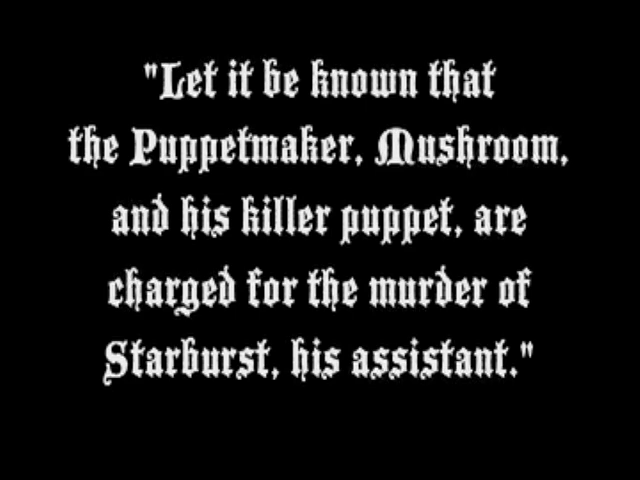 "Let it be known that
the Puppetmaker, Mushroom,
and his killer puppet, are
charged for the murder of
Starburst, his assistant."